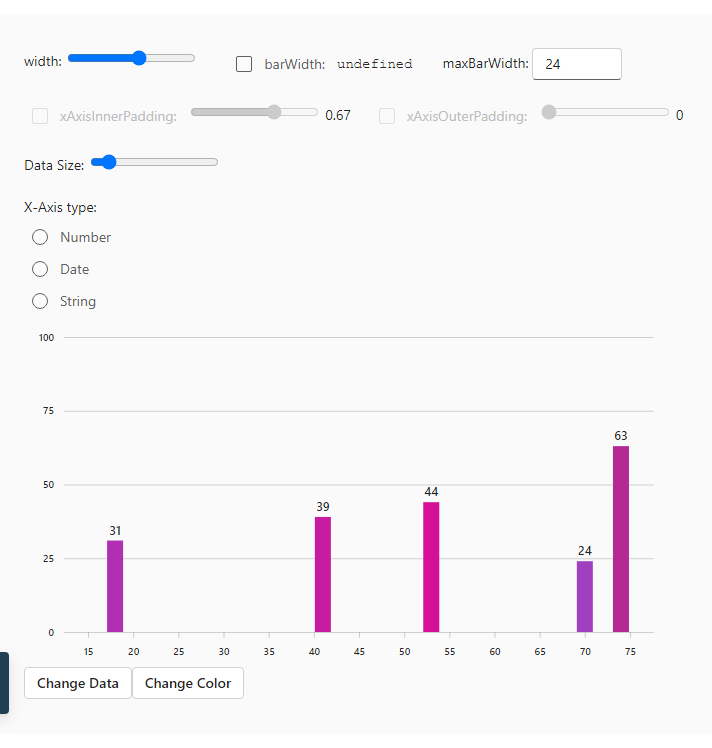 width: barWidth: undefined maxBarWidth: 24
xAxisInnerPadding: 0.67 xAxisOuterPadding: 0
Data Size:
X-Axis type:
Number
Date
String
100
75
63
50
44
39
31
25
24
0
15 20 25 30 35 40 45 50 55 60 65 70 75
Change Data Change Color